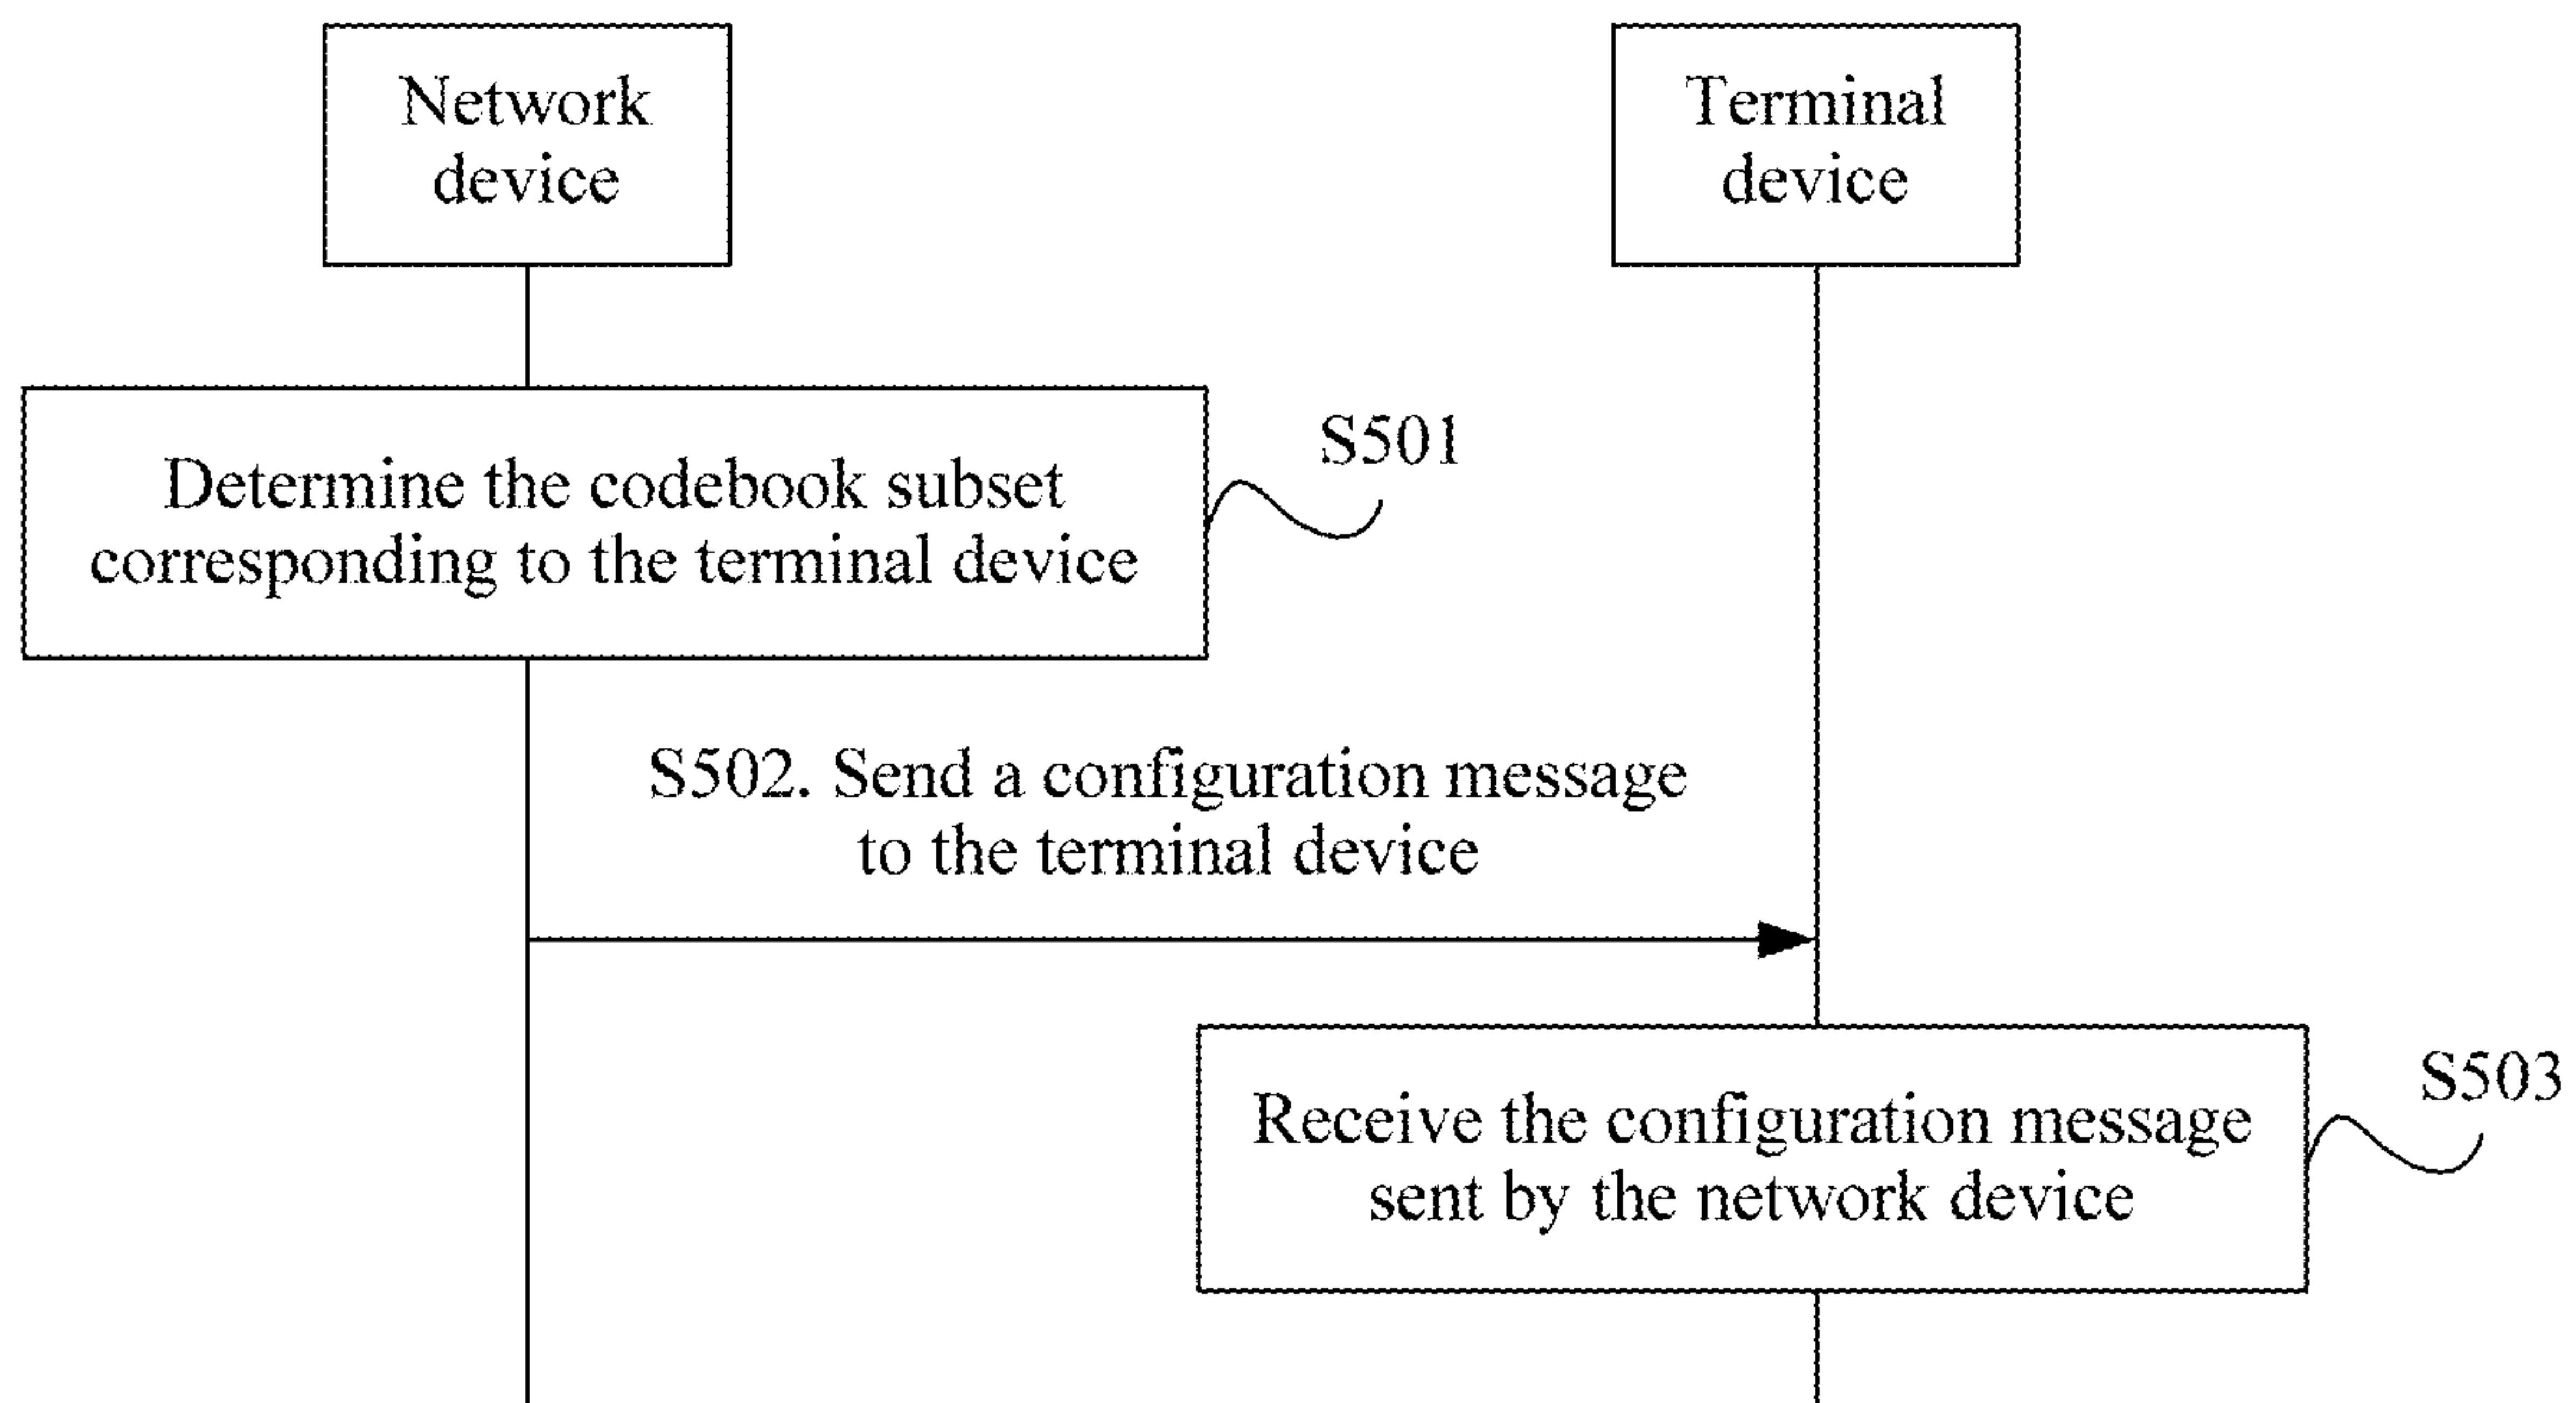 Network
device
Terminal
device
Determine the codebook subset
corresponding to the terminal device
S501
S502. Send a configuration message
to the terminal device
Receive the configuration message
sent by the network device
S503